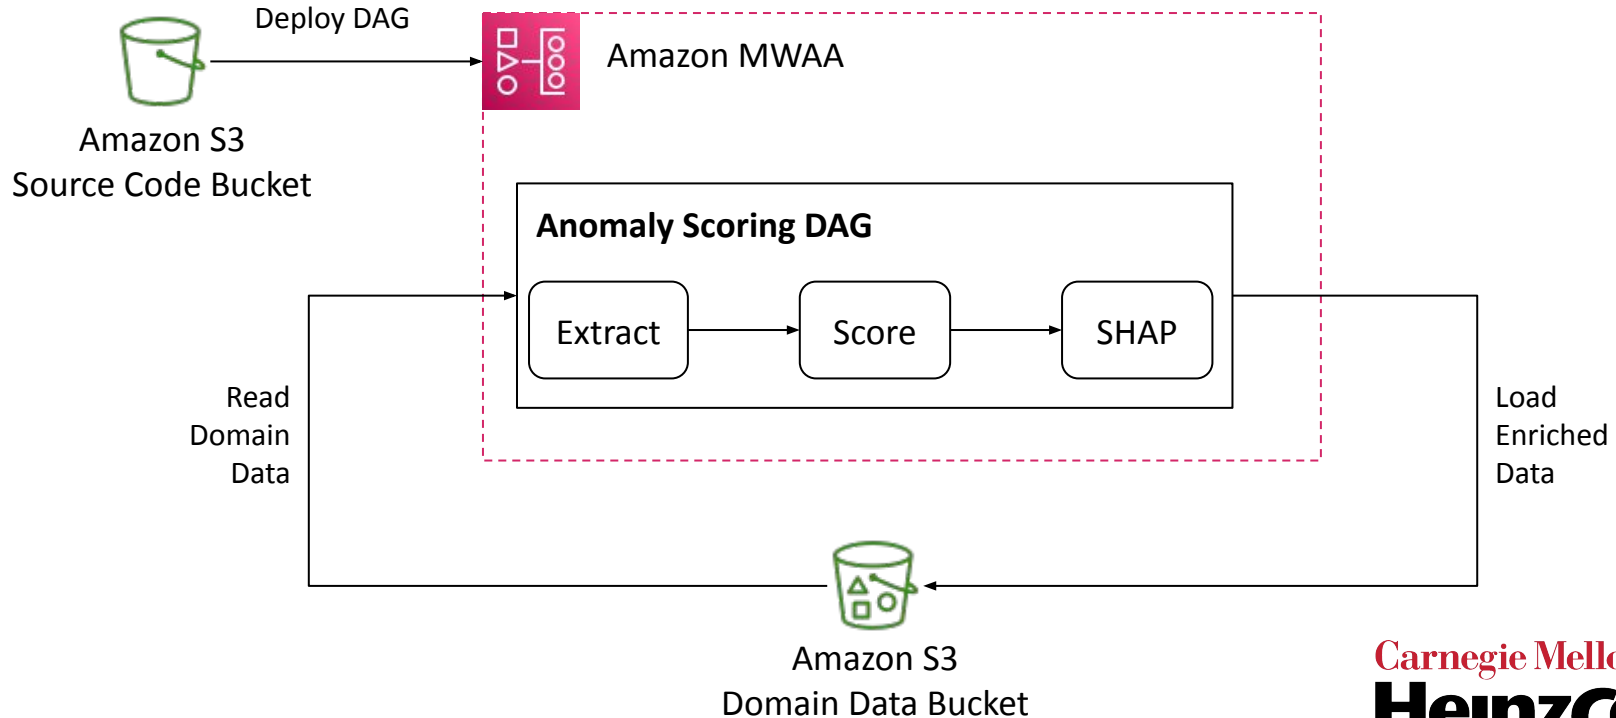 Deploy DAG
Amazon MWAA
Amazon S3
Source Code Bucket
Anomaly Scoring DAG
Extract
Score
SHAP
Read
Domain
Data
Load
Enriched
Data
Amazon S3
Domain Data Bucket
Carnegie